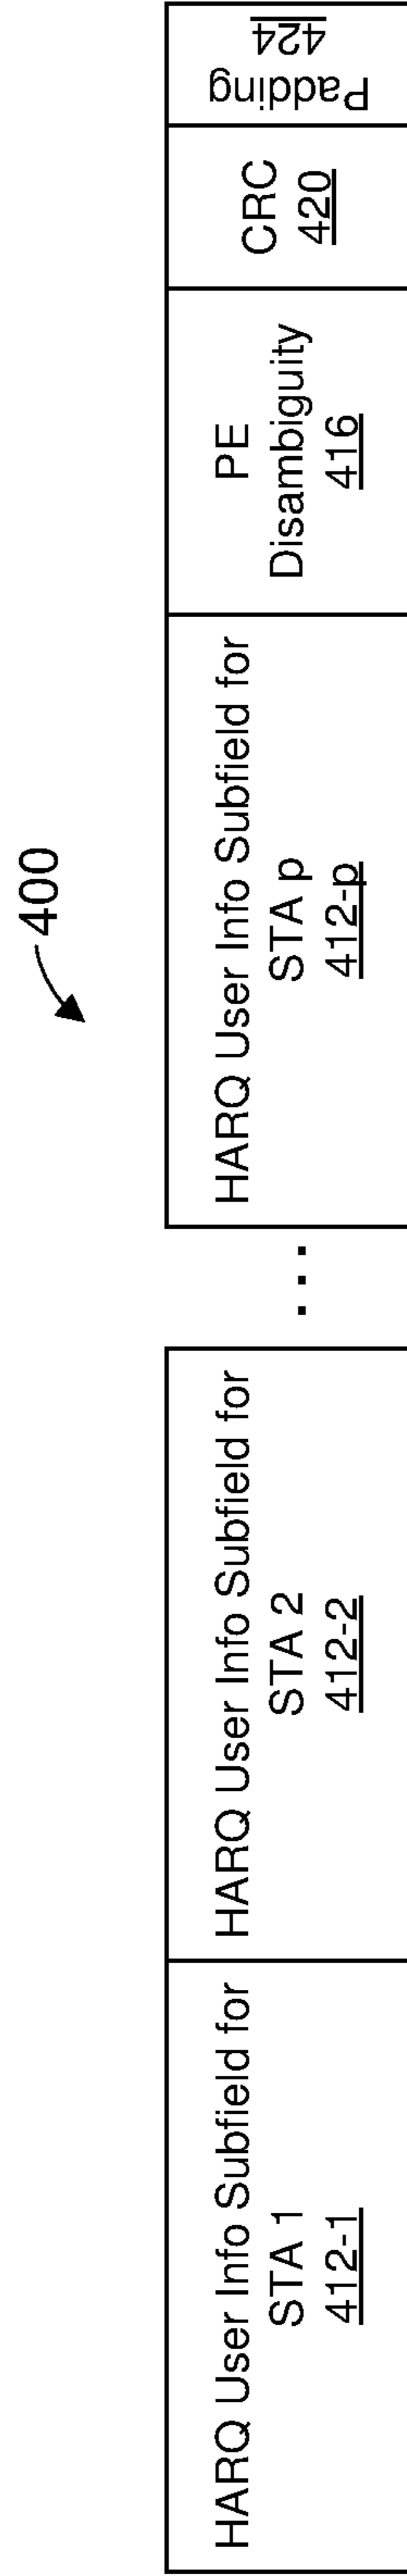 400
HARQ User Info Subfield for
STA 1
412-1
HARQ User Info Subfield for
STA 2
412-2
. . .
HARQ User Info Subfield for
STA p
412-p
PE
Disambiguity
416
CRC
420
Padding
424